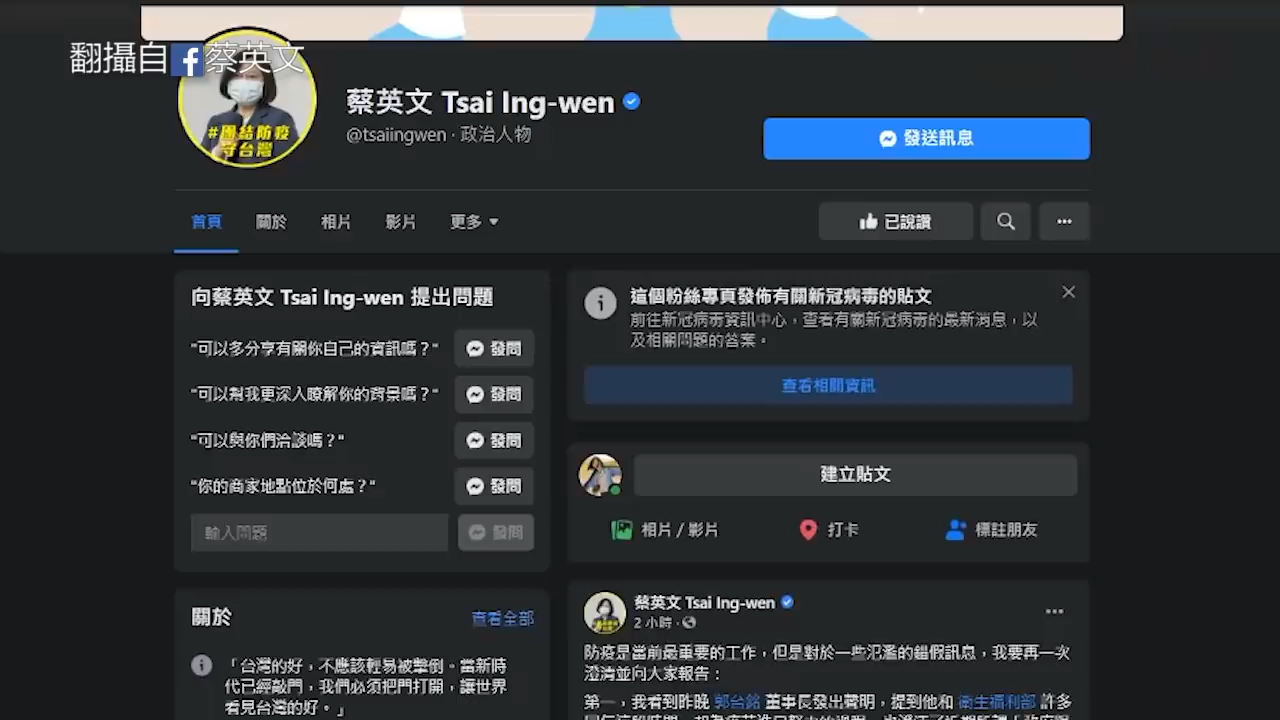 翻攝自 f 蔡英文
#團結防疫
守台灣
蔡英文 Tsai Ing-wen
@tsaiingwen · 政治人物
發送訊息
首頁 關於 相片 影片 更多
已說讚
向蔡英文 Tsai Ing-wen 提出問題
"可以多分享有關你自己的資訊嗎？" 發問
"可以幫我更深入瞭解你的背景嗎？" 發問
"可以與你們洽談嗎？" 發問
"你的商家地點位於何處？" 發問
輸入問題 發問
關於 查看全部
「台灣的好，不應該輕易被擊倒。當新時
代已經敲門，我們必須把門打開，讓世界
看見台灣的好。」
這個粉絲專頁發佈有關新冠病毒的貼文
前往新冠病毒資訊中心，查看有關新冠病毒的最新消息，以
及相關問題的答案。
查看相關資訊
建立貼文
相片 / 影片 打卡 標註朋友
蔡英文 Tsai Ing-wen
2 小時 ·
防疫是當前最重要的工作，但是對於一些氾濫的錯假訊息，我要再一次
澄清並向大家報告：
第一，我看到昨晚 郭台銘 董事長發出聲明，提到他和 衛生福利部 許多